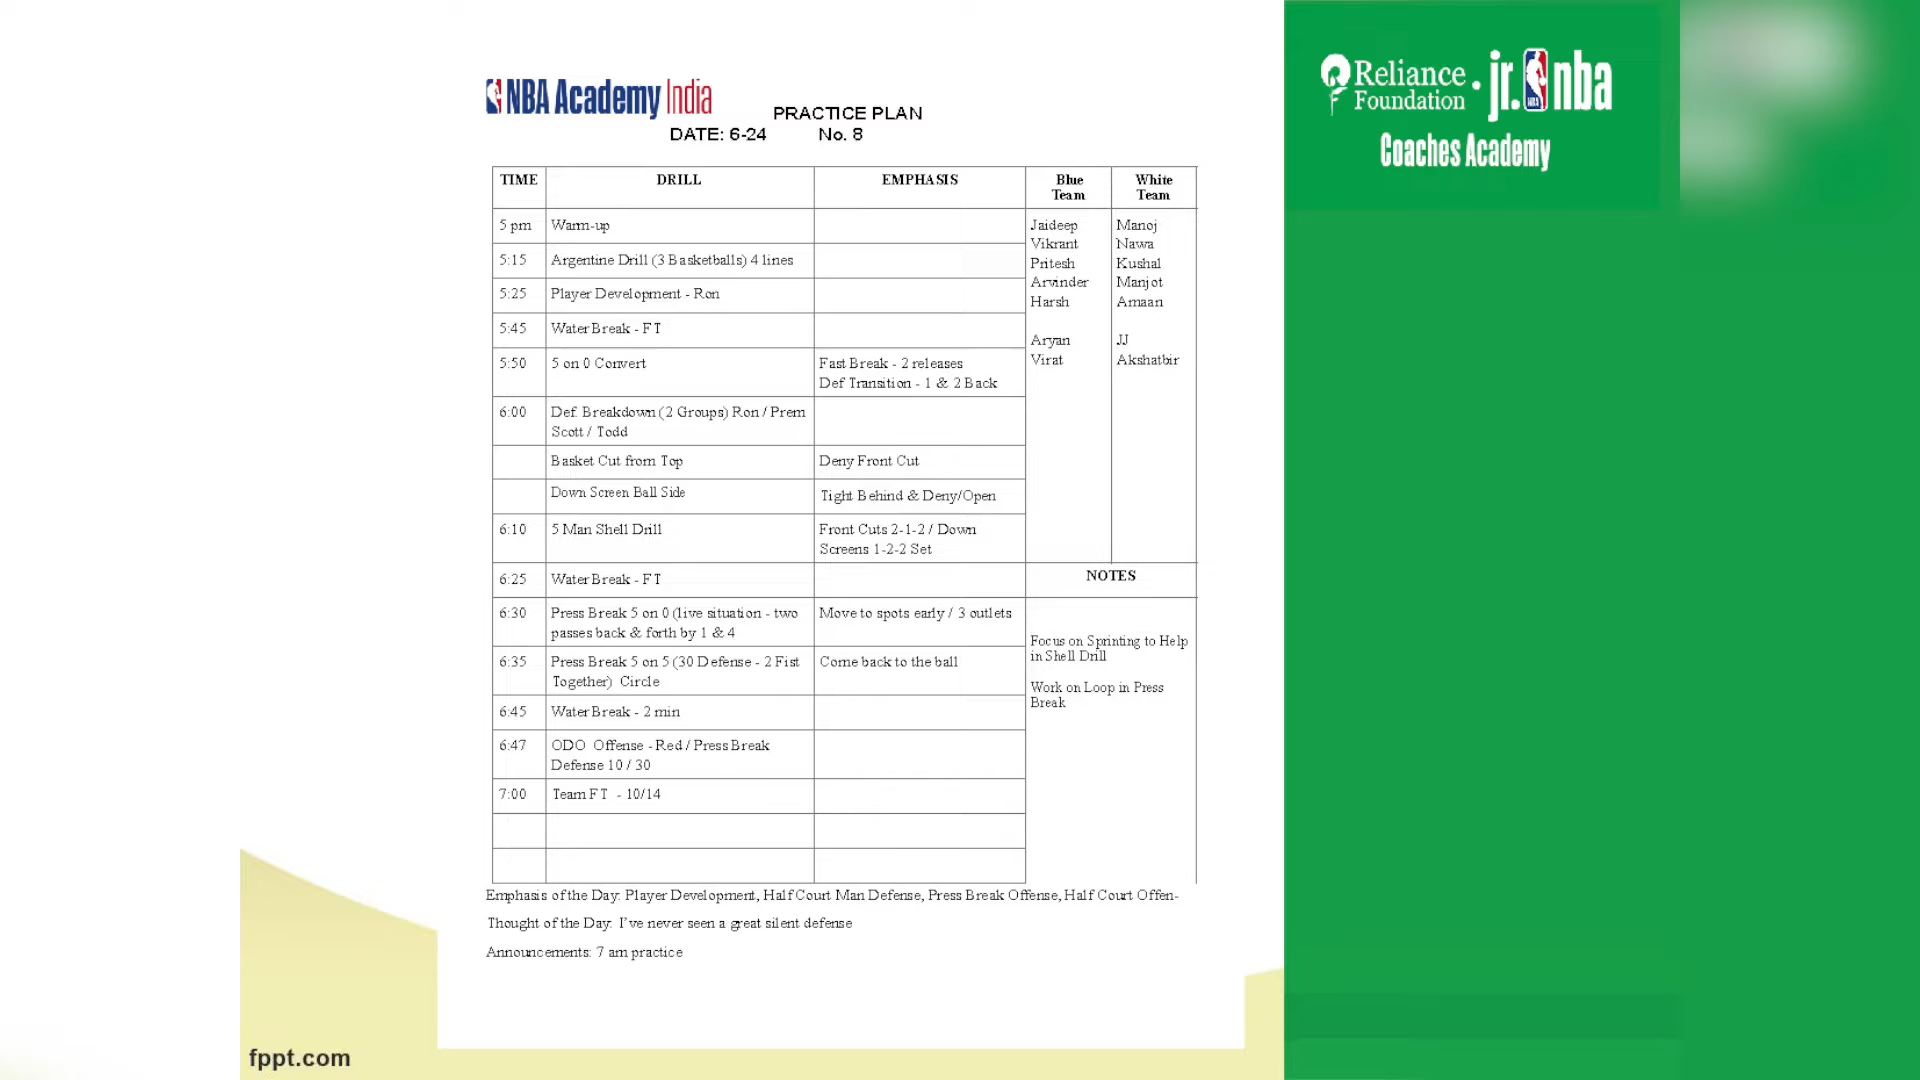 NBA Academy India
PRACTICE PLAN
DATE: 6-24 No. 8
TIME DRILL EMPHASIS Blue Team White Team
5 pm Warm-up
5:15 Argentine Drill (3 Basketballs) 4 lines
5:25 Player Development - Ron
5:45 Water Break - FT
5:50 5 on 0 Convert Fast Break - 2 releases
Def Transition - 1 & 2 Back
6:00 Def. Breakdown (2 Groups) Ron / Prem
Scott / Todd
Basket Cut from Top Deny Front Cut
Down Screen Ball Side Tight Behind & Deny/Open
6:10 5 Man Shell Drill Front Cuts 2-1-2 / Down
Screens 1-2-2 Set
6:25 Water Break - FT
6:30 Press Break 5 on 0 (live situation - two Move to spots early / 3 outlets
passes back & forth by 1 & 4
6:35 Press Break 5 on 5 (30 Defense - 2 Fist Come back to the ball
Together) Circle
6:45 Water Break - 2 min
6:47 ODO Offense - Red / Press Break
Defense 10 / 30
7:00 Team FT - 10/14
Jaideep Manoj
Vikrant Nawa
Pritesh Kushal
Arvinder Manjot
Harsh Amaan
Aryan JJ
Virat Akshatbir
NOTES
Focus on Sprinting to Help
in Shell Drill
Work on Loop in Press
Break
Emphasis of the Day: Player Development, Half Court Man Defense, Press Break Offense, Half Court Offen-
Thought of the Day: I've never seen a great silent defense
Announcements: 7 am practice
fppt.com
Reliance
Foundation
jr. nba
Coaches Academy